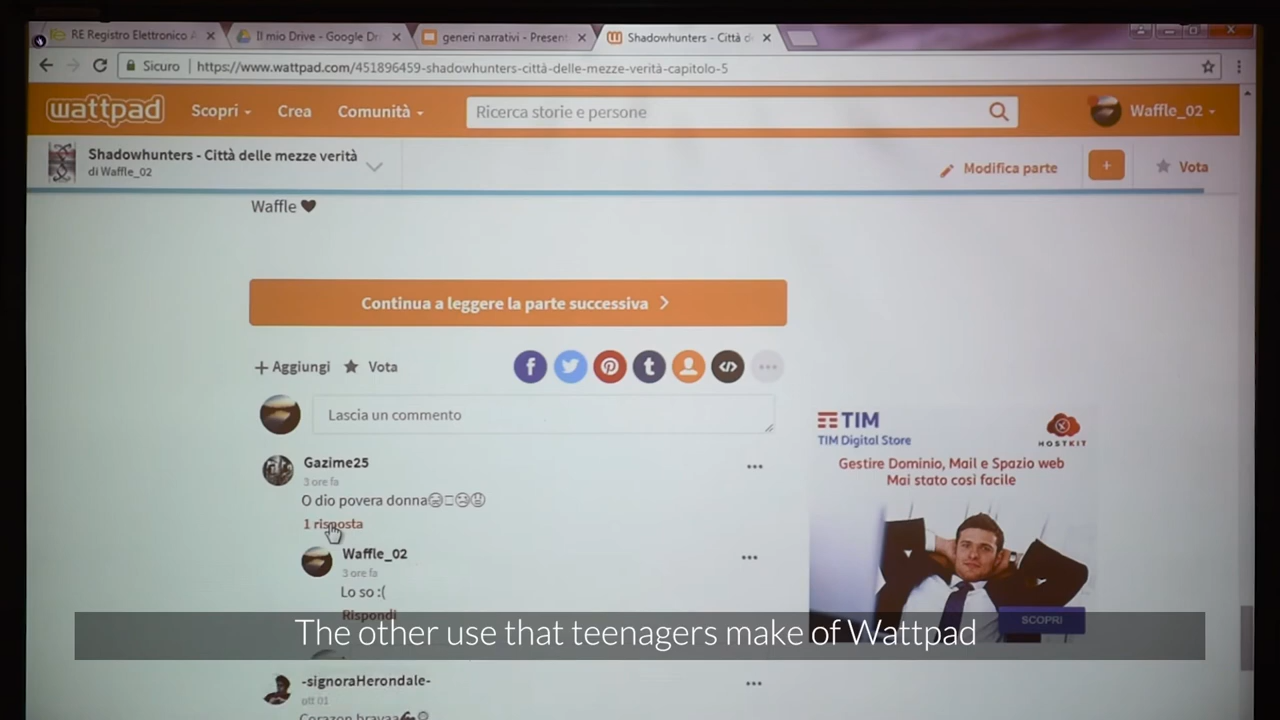 RE Registro Elettronico A
Il mio Drive - Google Dr
generi narrativi - Present
Shadowhunters - Città d
Sicuro
https://www.wattpad.com/451896459-shadowhunters-città-delle-mezze-verità-capitolo-5
wattpad
Scopri
Crea
Comunità
Ricerca storie e persone
Waffle_02
Shadowhunters - Città delle mezze verità
di Waffle_02
Modifica parte
+
Vota
Waffle ♥
Continua a leggere la parte successiva
+ Aggiungi
Vota
Lascia un commento
Gazime25
3 ore fa
O dio povera donna
1 risposta
Waffle_02
3 ore fa
Lo so :(
Rispondi
-signoraHerondale-
ott 01
Corazon bravaa
TIM
TIM Digital Store
HOSTKIT
Gestire Dominio, Mail e Spazio web
Mai stato così facile
SCOPRI
The other use that teenagers make of Wattpad